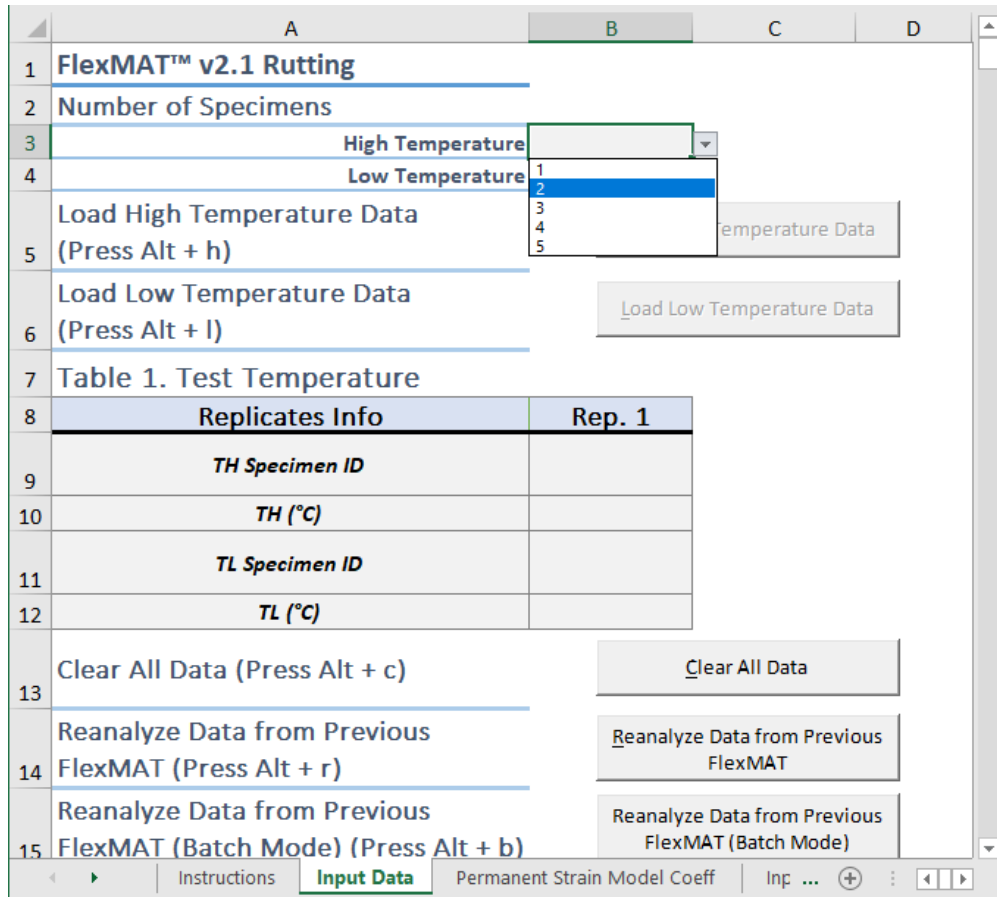 A B C D
1 FlexMAT™ v2.1 Rutting
2 Number of Specimens
3 High Temperature
4 Low Temperature
1
2
3
4
5
5 Load High Temperature Data
(Press Alt + h)
Temperature Data
6 Load Low Temperature Data
(Press Alt + l)
Load Low Temperature Data
7 Table 1. Test Temperature
8 Replicates Info Rep. 1
9 TH Specimen ID
10 TH (°C)
11 TL Specimen ID
12 TL (°C)
13 Clear All Data (Press Alt + c)
Clear All Data
14 Reanalyze Data from Previous
FlexMAT (Press Alt + r)
Reanalyze Data from Previous
FlexMAT
15 Reanalyze Data from Previous
FlexMAT (Batch Mode) (Press Alt + b)
Reanalyze Data from Previous
FlexMAT (Batch Mode)
Instructions Input Data Permanent Strain Model Coeff Inp ...